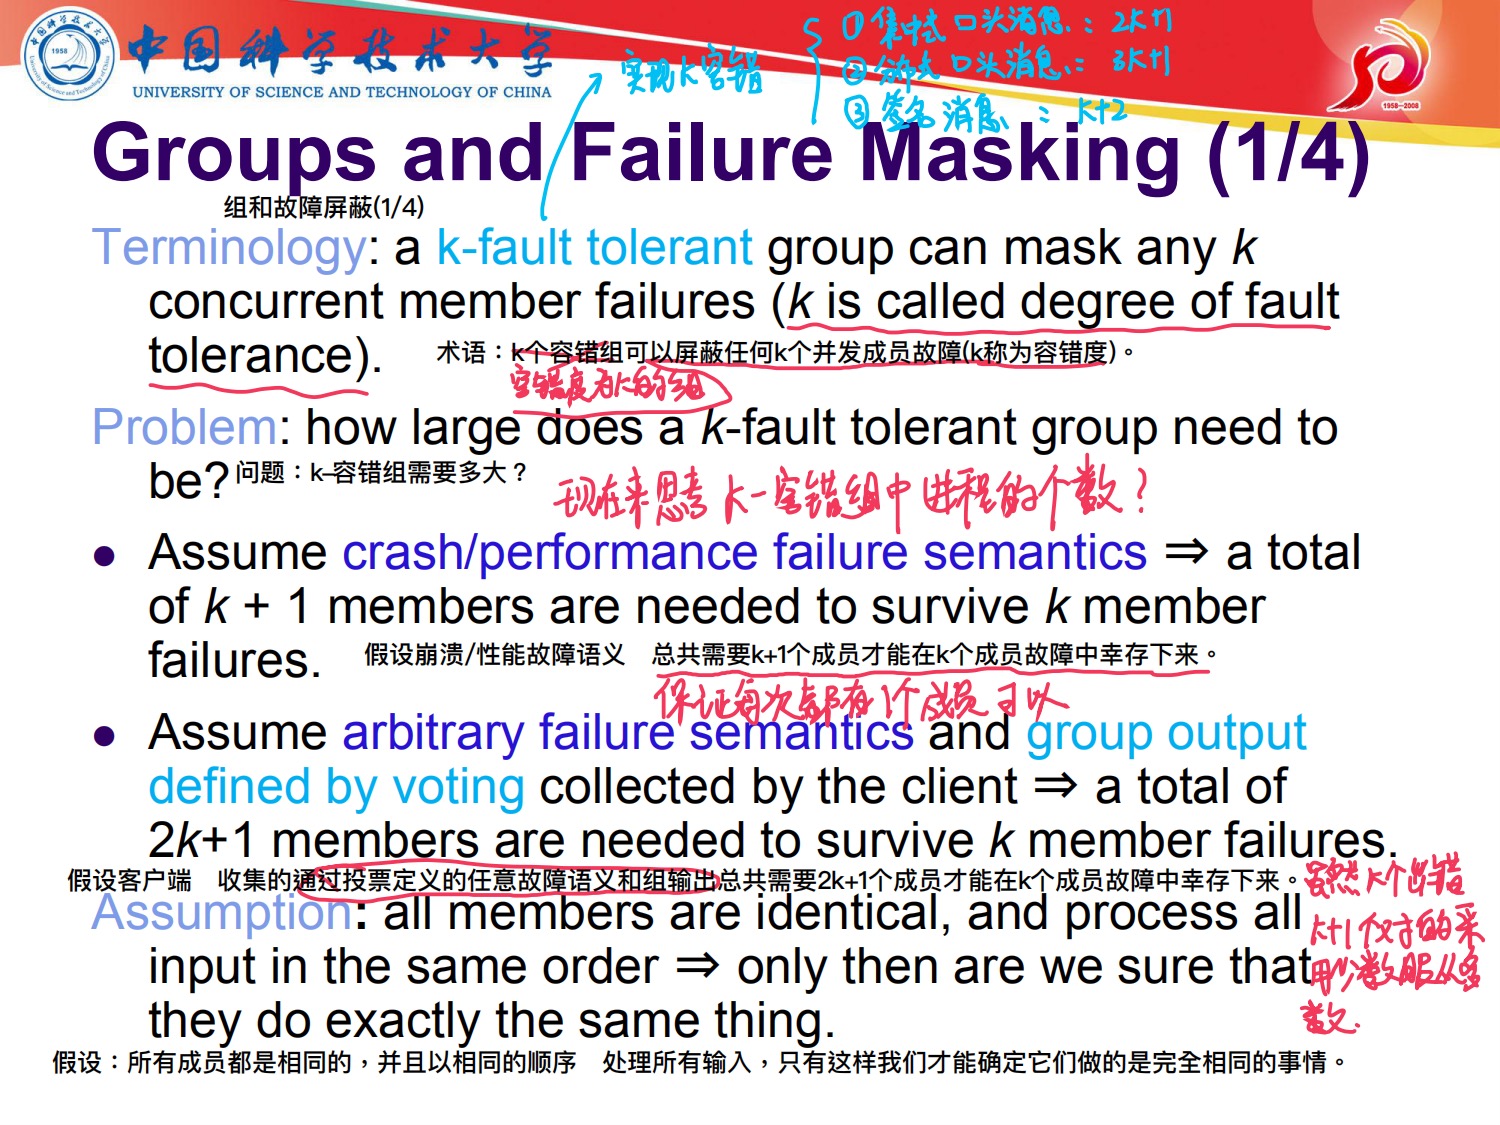 中国科学技术大学
UNIVERSITY OF SCIENCE AND TECHNOLOGY OF CHINA
1958
1958—2008
实现k容错
①集中式 口头消息：2k+1
②分布式 口头消息：3k+1
③签名 消息：k+2
Groups and Failure Masking (1/4)
组和故障屏蔽(1/4)
Terminology: a k-fault tolerant group can mask any k
concurrent member failures (k is called degree of fault
tolerance).
术语：k个容错组可以屏蔽任何k个并发成员故障(k称为容错度)。
容错度为k的组
Problem: how large does a k-fault tolerant group need to
be?
问题：k–容错组需要多大？
现在来思考 k-容错组中进程的个数？
● Assume crash/performance failure semantics ⇒ a total
of k + 1 members are needed to survive k member
failures.
假设崩溃/性能故障语义 总共需要k+1个成员才能在k个成员故障中幸存下来。
保证每次都有1个成员可以
● Assume arbitrary failure semantics and group output
defined by voting collected by the client ⇒ a total of
2k+1 members are needed to survive k member failures.
假设客户端 收集的通过投票定义的任意故障语义和组输出总共需要2k+1个成员才能在k个成员故障中幸存下来。
虽然k个出错
k+1个对的采
用少数服从多
数.
Assumption: all members are identical, and process all
input in the same order ⇒ only then are we sure that
they do exactly the same thing.
假设：所有成员都是相同的，并且以相同的顺序 处理所有输入，只有这样我们才能确定它们做的是完全相同的事情。